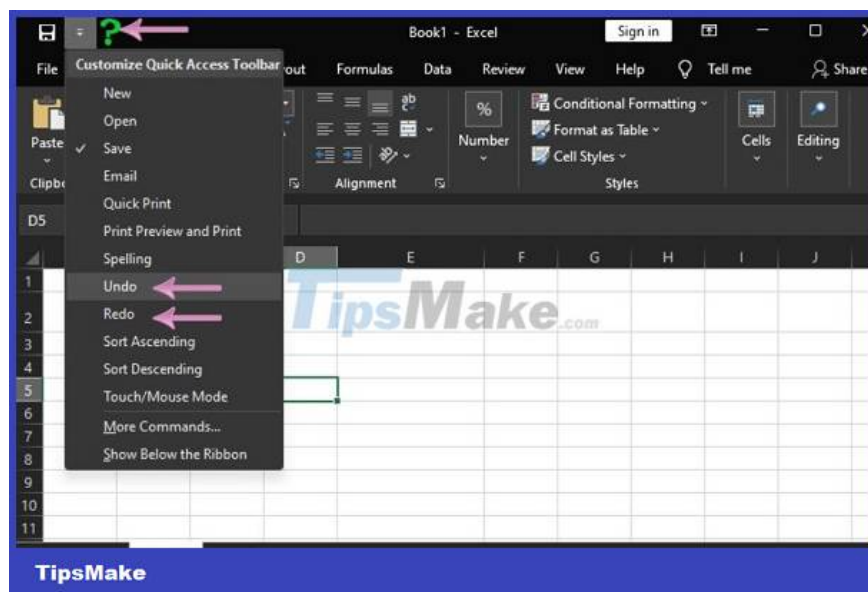 ?
Book1 - Excel
Sign in
File
out
Formulas
Data
Review
View
Help
Tell me
Share
Customize Quick Access Toolbar
New
Open
✓ Save
Email
Quick Print
Print Preview and Print
Spelling
Undo
Redo
Sort Ascending
Sort Descending
Touch/Mouse Mode
More Commands...
Show Below the Ribbon
Paste
Clipbo
ab
Alignment
%
Number
Conditional Formatting
Format as Table
Cell Styles
Styles
Cells
Editing
D5
D E F G H I J
1
2
3
4
5
6
7
8
9
10
11
TipsMake.com
TipsMake